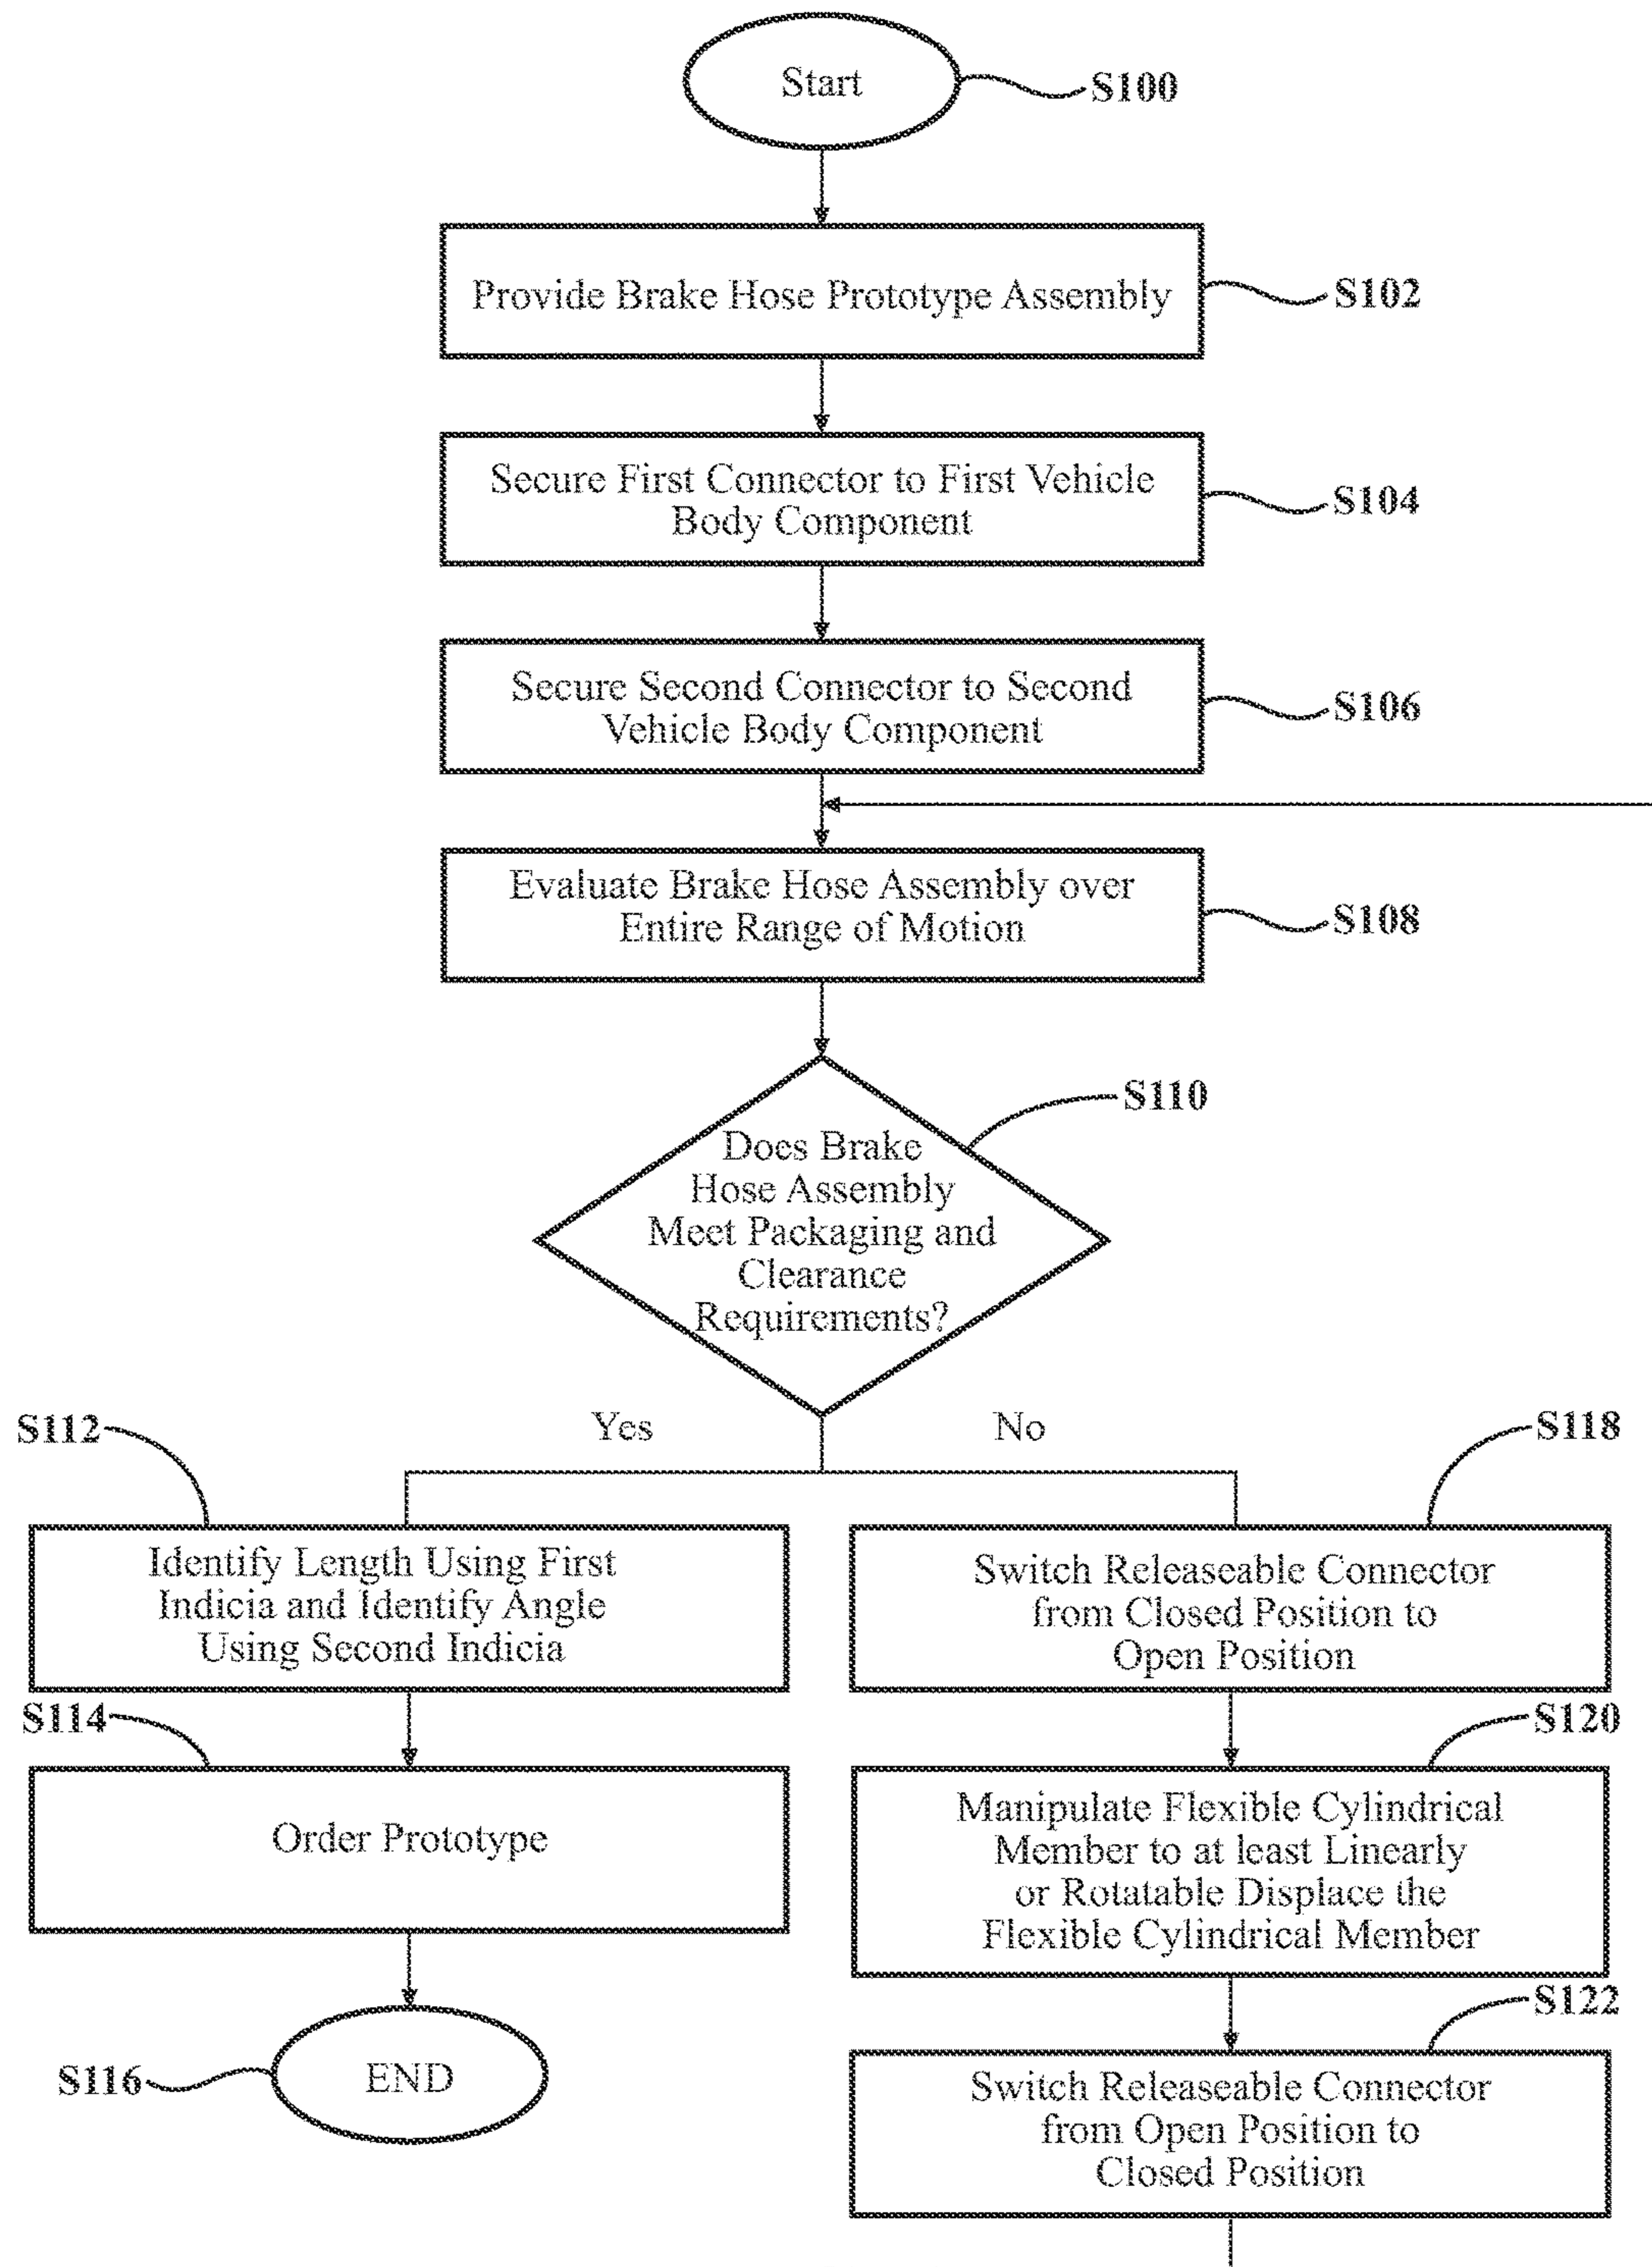 Start
S100
Provide Brake Hose Prototype Assembly
S102
Secure First Connector to First Vehicle
Body Component
S104
Secure Second Connector to Second
Vehicle Body Component
S106
Evaluate Brake Hose Assembly over
Entire Range of Motion
S108
S110
Does Brake
Hose Assembly
Meet Packaging and
Clearance
Requirements?
Yes
No
S112
Identify Length Using First
Indicia and Identify Angle
Using Second Indicia
S114
Order Prototype
S116
END
S118
Switch Releaseable Connector
from Closed Position to
Open Position
S120
Manipulate Flexible Cylindrical
Member to at least Linearly
or Rotatable Displace the
Flexible Cylindrical Member
S122
Switch Releaseable Connector
from Open Position to
Closed Position